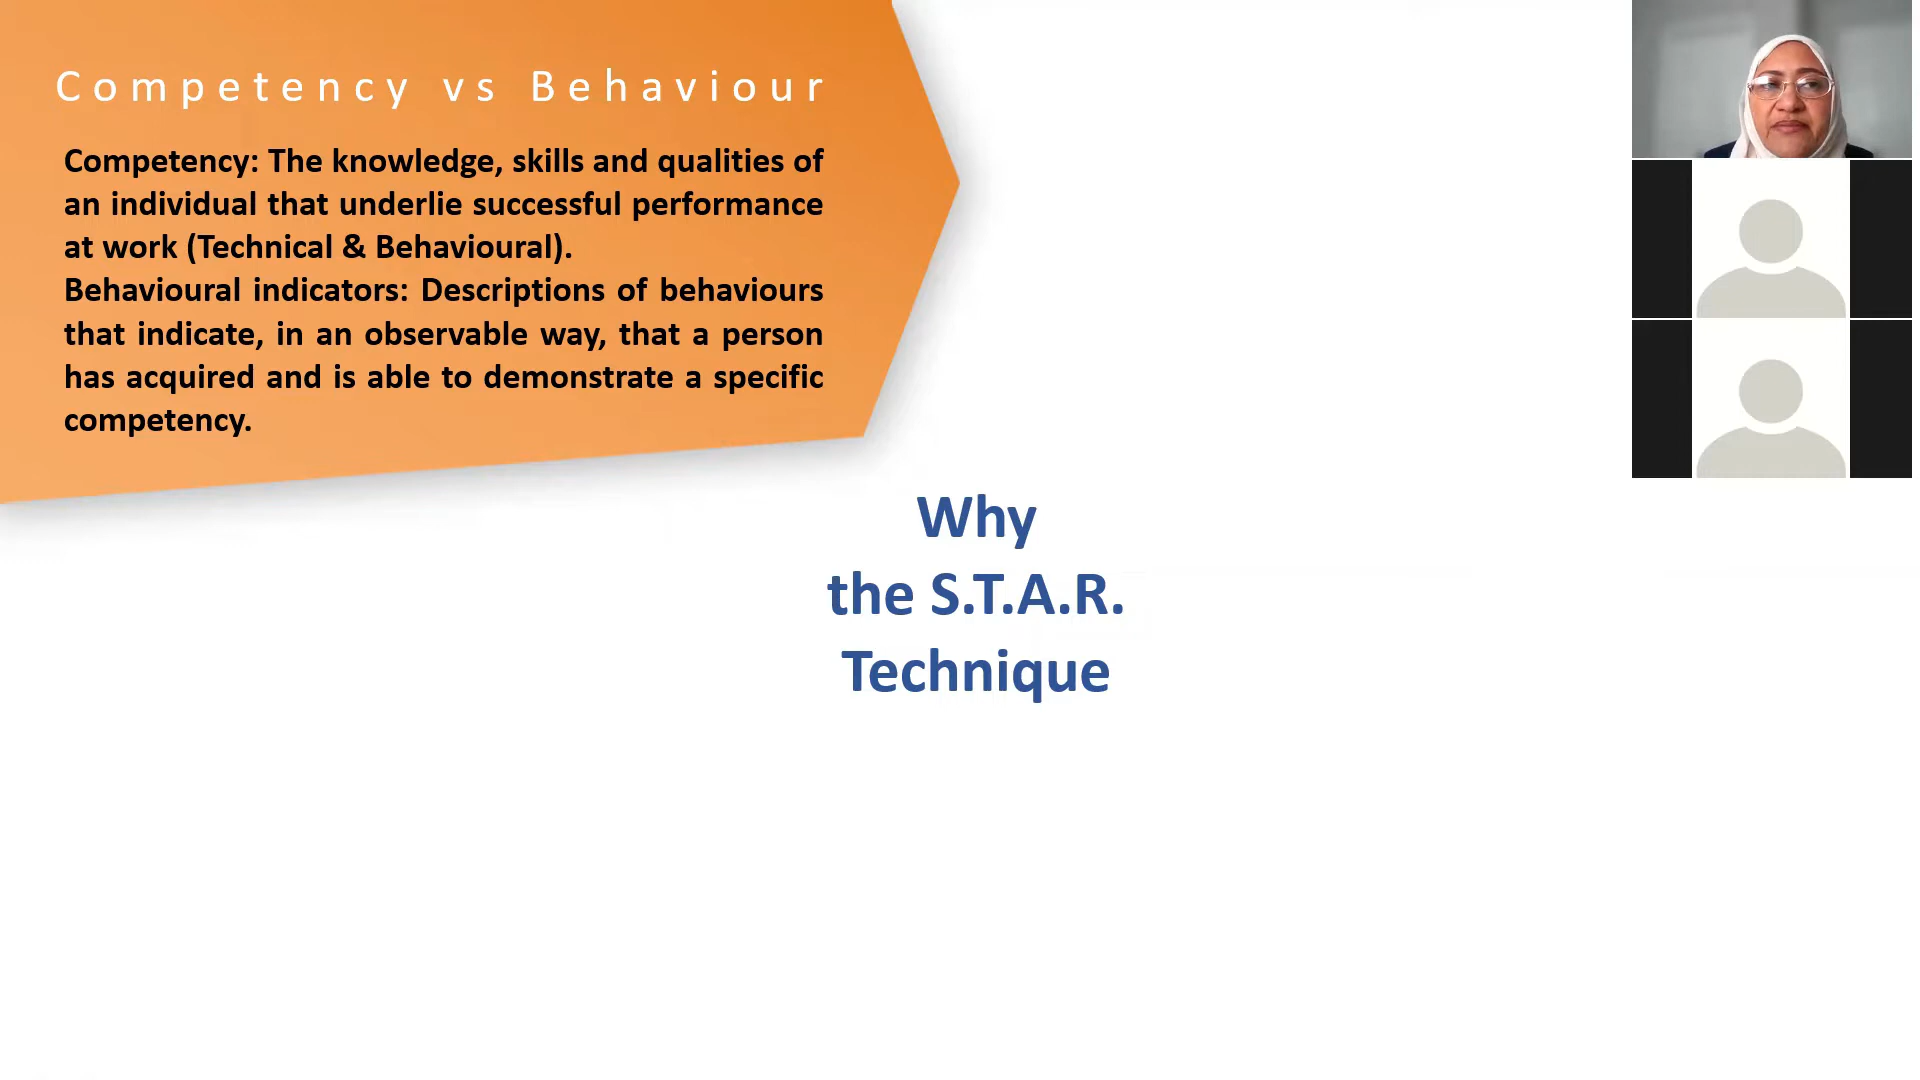 Competency vs Behaviour
Competency: The knowledge, skills and qualities of
an individual that underlie successful performance
at work (Technical & Behavioural).
Behavioural indicators: Descriptions of behaviours
that indicate, in an observable way, that a person
has acquired and is able to demonstrate a specific
competency.
Why
the S.T.A.R.
Technique